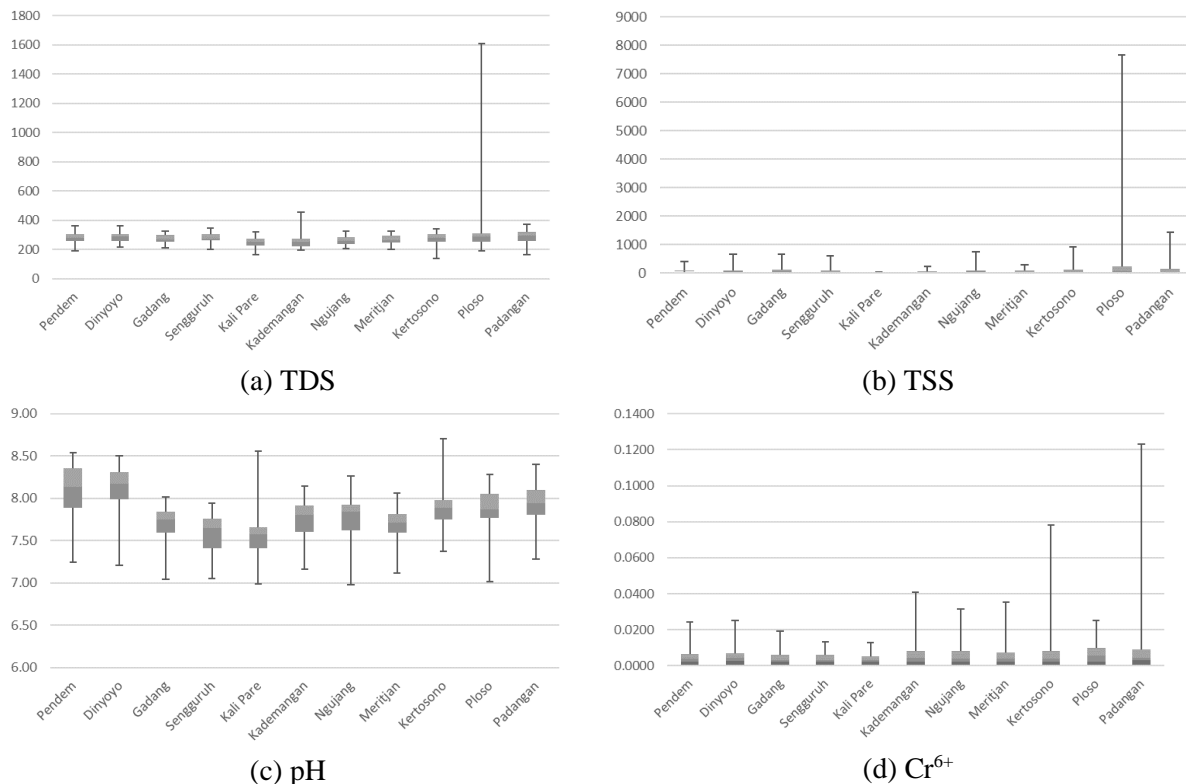 1800
1600
1400
1200
1000
800
600
400
200
0
Pendem
Dinyoyo
Gadang
Sengguruh
Kali Pare
Kademangan
Ngujang
Meritjan
Kertosono
Ploso
Padangan
(a) TDS
9000
8000
7000
6000
5000
4000
3000
2000
1000
0
Pendem
Dinyoyo
Gadang
Sengguruh
Kali Pare
Kademangan
Ngujang
Meritjan
Kertosono
Ploso
Padangan
(b) TSS
9.00
8.50
8.00
7.50
7.00
6.50
6.00
Pendem
Dinyoyo
Gadang
Sengguruh
Kali Pare
Kademangan
Ngujang
Meritjan
Kertosono
Ploso
Padangan
(c) pH
0.1400
0.1200
0.1000
0.0800
0.0600
0.0400
0.0200
0.0000
Pendem
Dinyoyo
Gadang
Sengguruh
Kali Pare
Kademangan
Ngujang
Meritjan
Kertosono
Ploso
Padangan
(d) Cr⁶⁺